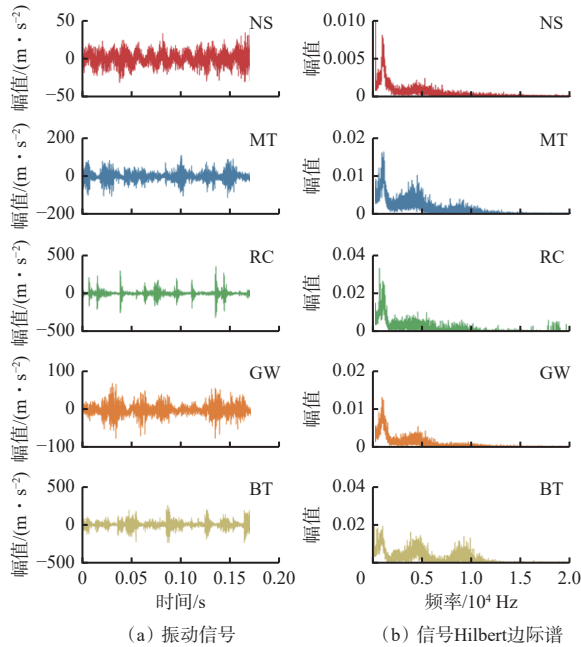 幅值/(m·s⁻²)
50
0
−50
NS
幅值
0.010
0.005
0
NS
幅值/(m·s⁻²)
200
0
−200
MT
幅值
0.02
0.01
0
MT
幅值/(m·s⁻²)
500
0
−500
RC
幅值
0.04
0.02
0
RC
幅值/(m·s⁻²)
100
0
−100
GW
幅值
0.02
0.01
0
GW
幅值/(m·s⁻²)
500
0
−500
BT
幅值
0.04
0.02
BT
0 0.05 0.10 0.15 0.20
0 0.5 1.0 1.5 2.0
时间/s
频率/10⁴ Hz
(a)振动信号
(b)信号Hilbert边际谱